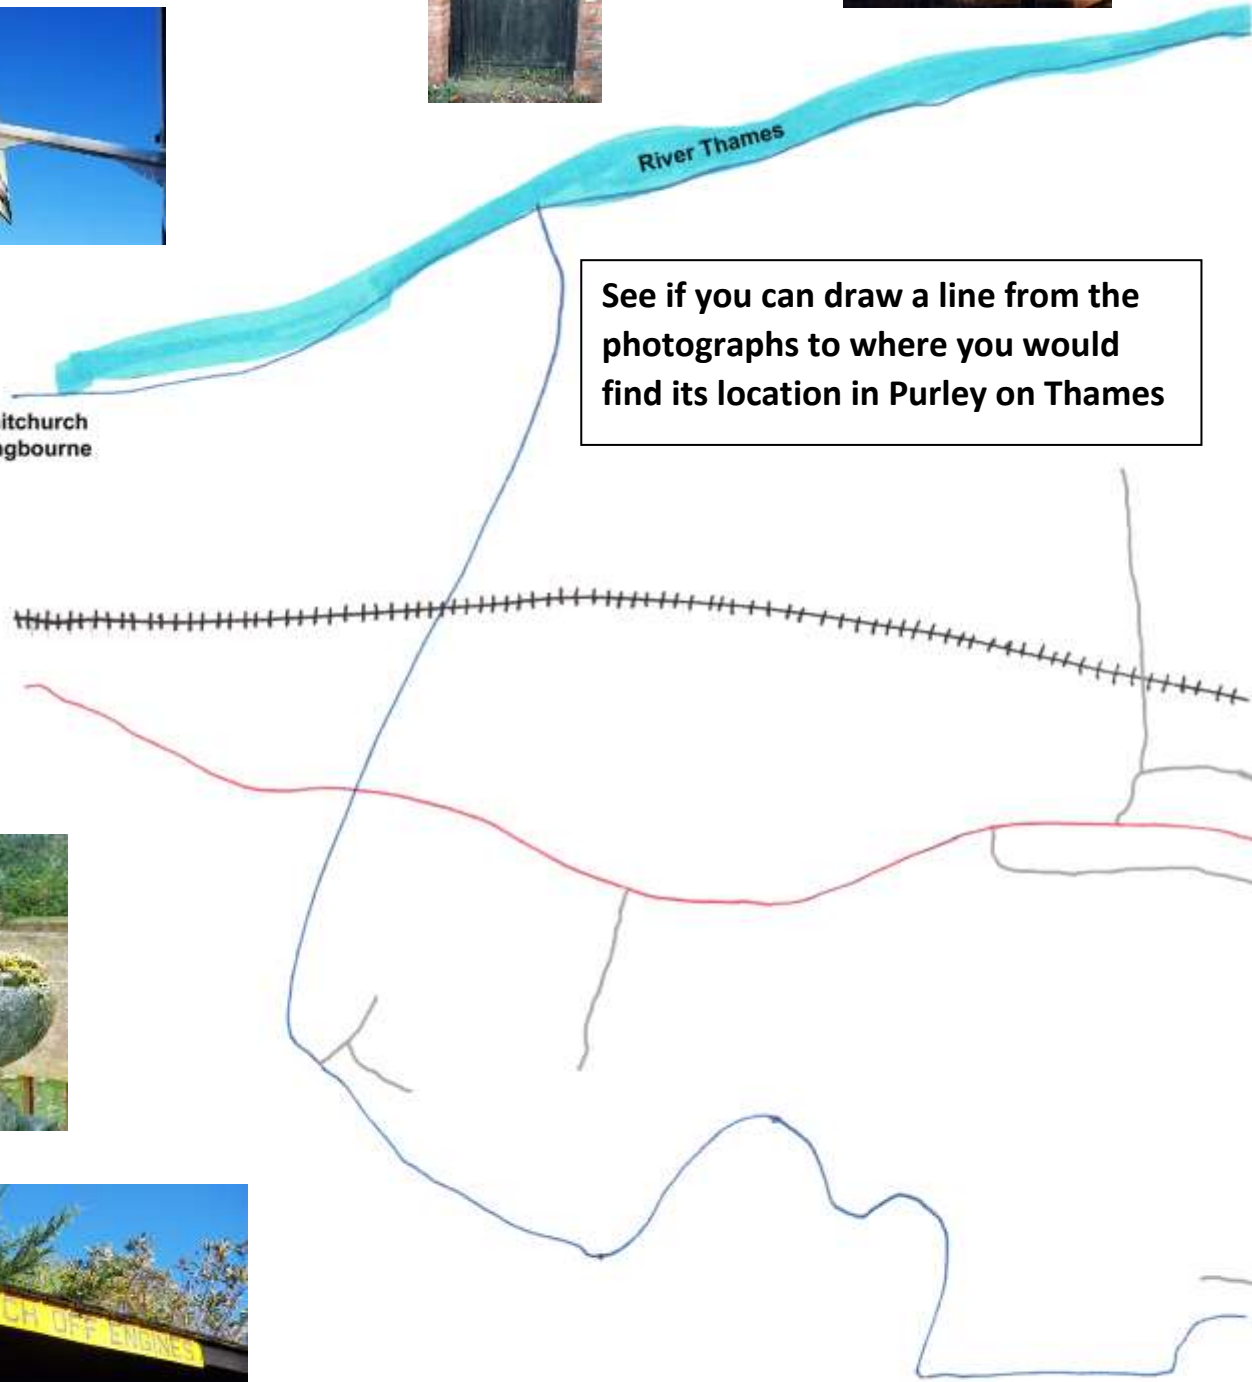 River Thames
See if you can draw a line from the
photographs to where you would
find its location in Purley on Thames
itchurch
gbourne
CH OFF ENGINES